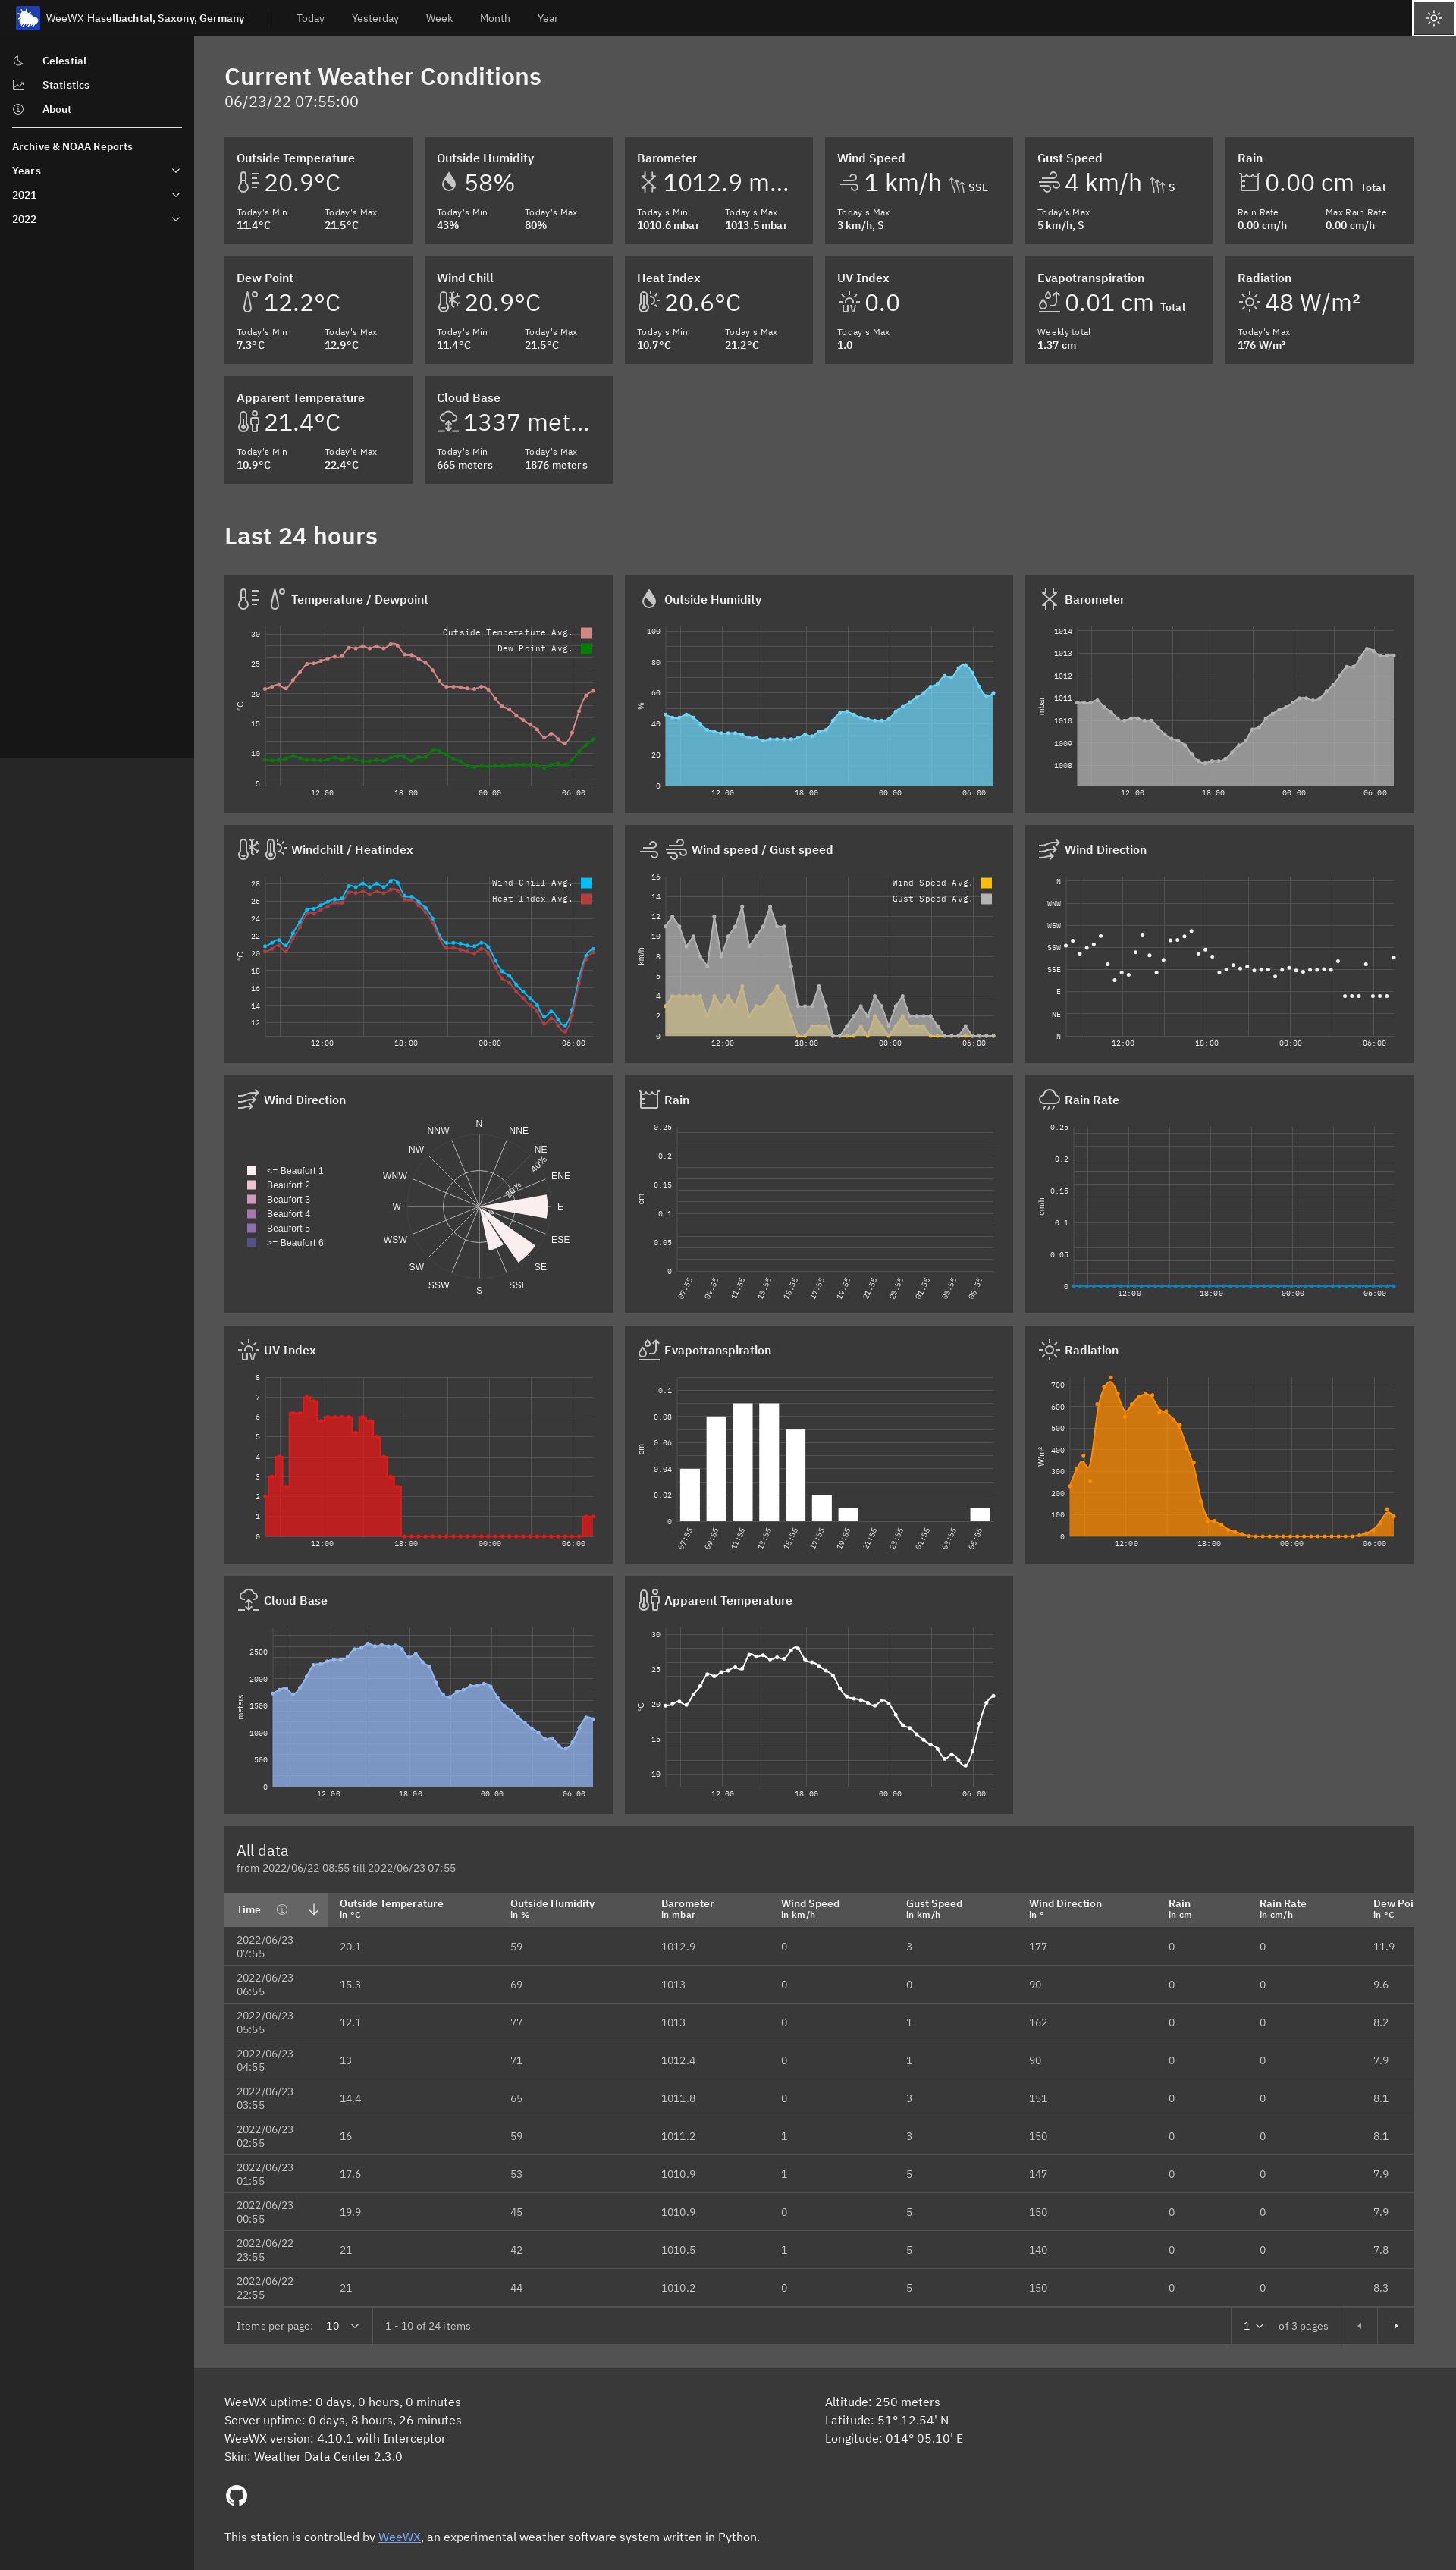 WeeWX Haselbachtal, Saxony, Germany
Today Yesterday Week Month Year
Celestial
Statistics
About
Archive & NOAA Reports
Years
2021
2022
Current Weather Conditions
06/23/22 07:55:00
Outside Temperature
20.9°C
Today's Min Today's Max
11.4°C 21.5°C
Outside Humidity
58%
Today's Min Today's Max
43% 80%
Barometer
1012.9 m...
Today's Min Today's Max
1010.6 mbar 1013.5 mbar
Wind Speed
1 km/h SSE
Today's Max
3 km/h, S
Gust Speed
4 km/h S
Today's Max
5 km/h, S
Rain
0.00 cm Total
Rain Rate Max Rain Rate
0.00 cm/h 0.00 cm/h
Dew Point
12.2°C
Today's Min Today's Max
7.3°C 12.9°C
Wind Chill
20.9°C
Today's Min Today's Max
11.4°C 21.5°C
Heat Index
20.6°C
Today's Min Today's Max
10.7°C 21.2°C
UV Index
0.0
Today's Max
1.0
Evapotranspiration
0.01 cm Total
Weekly total
1.37 cm
Radiation
48 W/m²
Today's Max
176 W/m²
Apparent Temperature
21.4°C
Today's Min Today's Max
10.9°C 22.4°C
Cloud Base
1337 met...
Today's Min Today's Max
665 meters 1876 meters
Last 24 hours
Temperature / Dewpoint
Outside Temperature Avg.
Dew Point Avg.
°C
30
25
20
15
10
5
12:00 18:00 00:00 06:00
Outside Humidity
%
100
80
60
40
20
0
12:00 18:00 00:00 06:00
Barometer
mbar
1014
1013
1012
1011
1010
1009
1008
12:00 18:00 00:00 06:00
Windchill / Heatindex
Wind Chill Avg.
Heat Index Avg.
°C
28
26
24
22
20
18
16
14
12
12:00 18:00 00:00 06:00
Wind speed / Gust speed
Wind Speed Avg.
Gust Speed Avg.
km/h
16
14
12
10
8
6
4
2
0
12:00 18:00 00:00 06:00
Wind Direction
N
WNW
WSW
SSW
SSE
E
NE
N
12:00 18:00 00:00 06:00
Wind Direction
<= Beaufort 1
Beaufort 2
Beaufort 3
Beaufort 4
Beaufort 5
>= Beaufort 6
N
NNW NNE
NW NE
40%
WNW ENE
20%
W E
WSW ESE
SW SE
SSW SSE
S
Rain
cm
0.25
0.2
0.15
0.1
0.05
0
07:55 09:55 11:55 13:55 15:55 17:55 19:55 21:55 23:55 01:55 03:55 05:55
Rain Rate
cm/h
0.25
0.2
0.15
0.1
0.05
0
12:00 18:00 00:00 06:00
UV Index
8
7
6
5
4
3
2
1
0
12:00 18:00 00:00 06:00
Evapotranspiration
cm
0.1
0.08
0.06
0.04
0.02
0
07:55 09:55 11:55 13:55 15:55 17:55 19:55 21:55 23:55 01:55 03:55 05:55
Radiation
W/m²
700
600
500
400
300
200
100
0
12:00 18:00 00:00 06:00
Cloud Base
meters
2500
2000
1500
1000
500
0
12:00 18:00 00:00 06:00
Apparent Temperature
°C
30
25
20
15
10
12:00 18:00 00:00 06:00
All data
from 2022/06/22 08:55 till 2022/06/23 07:55
Time Outside Temperature in °C Outside Humidity in % Barometer in mbar Wind Speed in km/h Gust Speed in km/h Wind Direction in ° Rain in cm Rain Rate in cm/h Dew Poi in °C
2022/06/23 07:55 20.1 59 1012.9 0 3 177 0 0 11.9
2022/06/23 06:55 15.3 69 1013 0 0 90 0 0 9.6
2022/06/23 05:55 12.1 77 1013 0 1 162 0 0 8.2
2022/06/23 04:55 13 71 1012.4 0 1 90 0 0 7.9
2022/06/23 03:55 14.4 65 1011.8 0 3 151 0 0 8.1
2022/06/23 02:55 16 59 1011.2 1 3 150 0 0 8.1
2022/06/23 01:55 17.6 53 1010.9 1 5 147 0 0 7.9
2022/06/23 00:55 19.9 45 1010.9 0 5 150 0 0 7.9
2022/06/22 23:55 21 42 1010.5 1 5 140 0 0 7.8
2022/06/22 22:55 21 44 1010.2 0 5 150 0 0 8.3
Items per page: 10 1 - 10 of 24 items 1 of 3 pages
WeeWX uptime: 0 days, 0 hours, 0 minutes
Server uptime: 0 days, 8 hours, 26 minutes
WeeWX version: 4.10.1 with Interceptor
Skin: Weather Data Center 2.3.0
Altitude: 250 meters
Latitude: 51° 12.54' N
Longitude: 014° 05.10' E
This station is controlled by WeeWX, an experimental weather software system written in Python.